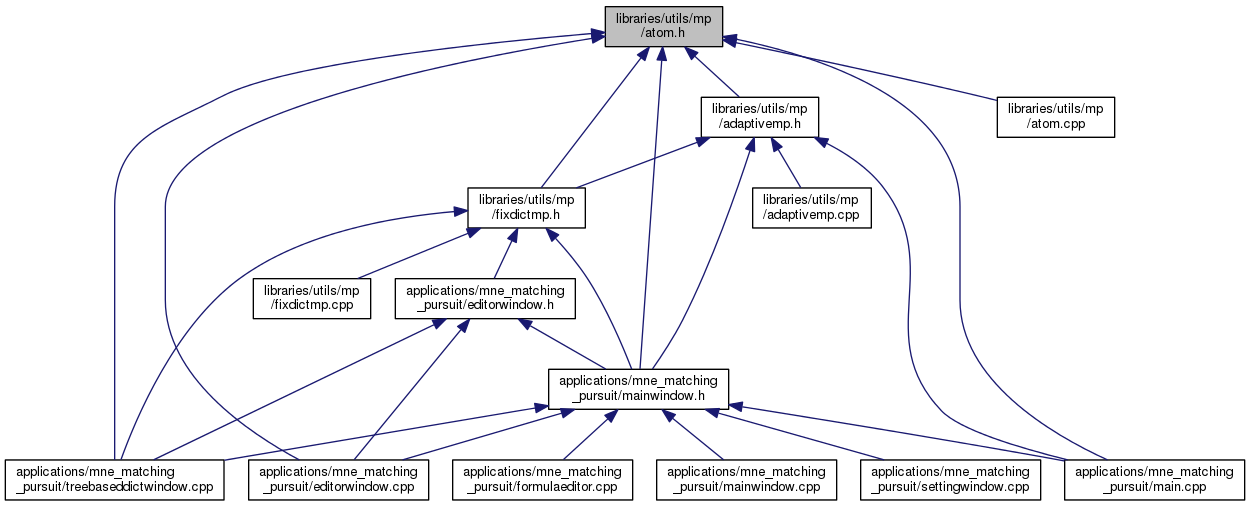 libraries/utils/mp
/atom.h
libraries/utils/mp
/adaptivemp.h
libraries/utils/mp
/atom.cpp
libraries/utils/mp
/fixdictmp.h
libraries/utils/mp
/adaptivemp.cpp
libraries/utils/mp
/fixdictmp.cpp
applications/mne_matching
_pursuit/editorwindow.h
applications/mne_matching
_pursuit/mainwindow.h
applications/mne_matching
_pursuit/treebaseddictwindow.cpp
applications/mne_matching
_pursuit/editorwindow.cpp
applications/mne_matching
_pursuit/formulaeditor.cpp
applications/mne_matching
_pursuit/mainwindow.cpp
applications/mne_matching
_pursuit/settingwindow.cpp
applications/mne_matching
_pursuit/main.cpp